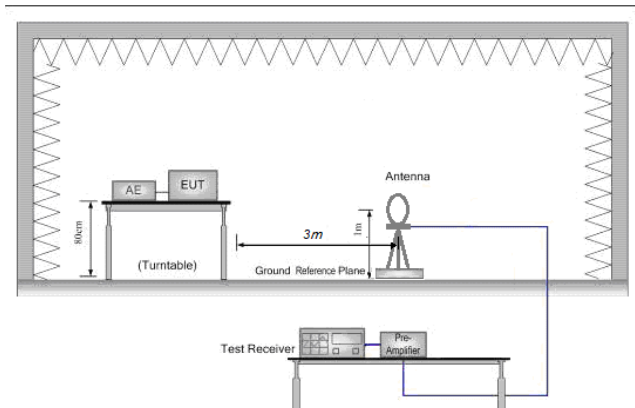 Antenna
AE
EUT
80cm
3m
1m
(Turntable)
Ground Reference Plane
Test Receiver
Pre-
Amplifier